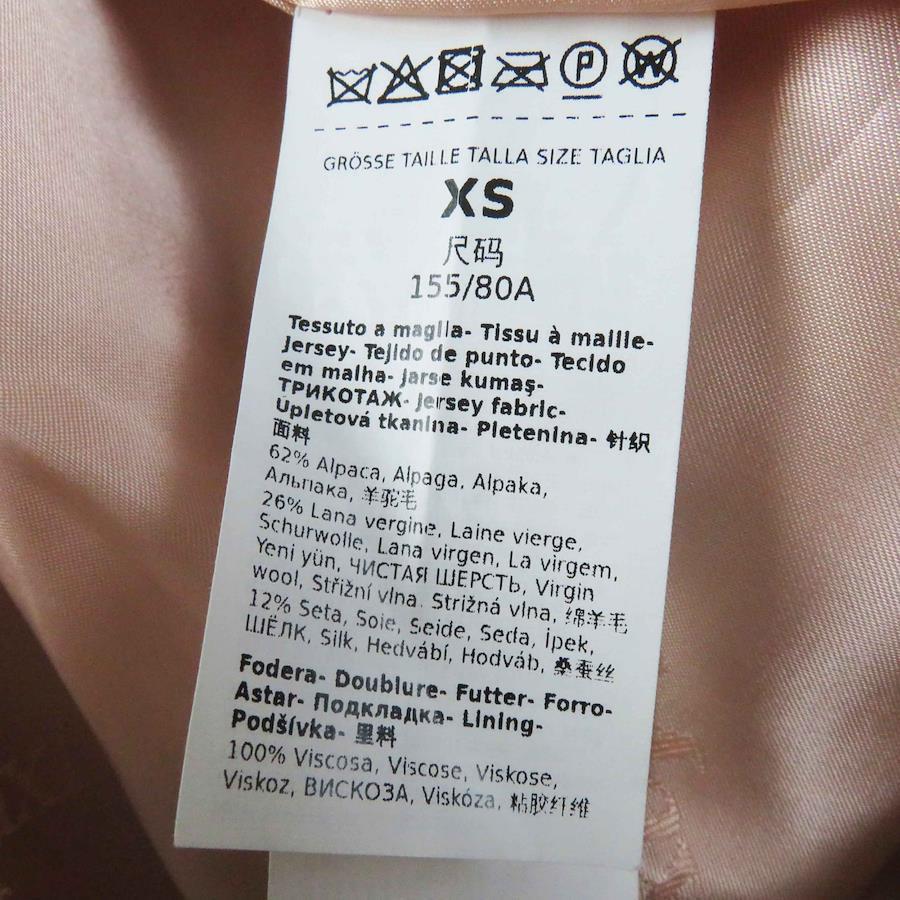 GRÖSSE TAILLE TALLA SIZE TAGLIA
XS
尺码
155/80A
Tessuto a maglia- Tissu à maille-
Jersey- Tejido de punto- Tecido
em malha- jarse kumaş-
ТРИКОТАЖ- Jersey fabric-
Úpletová tkanina- Pletenina- 针织
面料
62% Alpaca, Alpaga, Alpaka,
Альпака, 羊驼毛
26% Lana vergine, Laine vierge,
Schurwolle, Lana virgen, La virgem,
Yeni yün, ЧИСТАЯ ШЕРСТЬ, Virgin
wool, Střižní vlna. Strižná vlna, 绵羊毛
12% Seta, Soie, Seide, Seda, İpek,
ШЁЛК, Silk, Hedvábí, Hodváb, 桑蚕丝
Fodera- Doublure- Futter- Forro-
Astar- Подкладка- Lining-
Podšívka- 里料
100% Viscosa, Viscose, Viskose,
Viskoz, ВИСКОЗА, Viskóza, 粘胶纤维